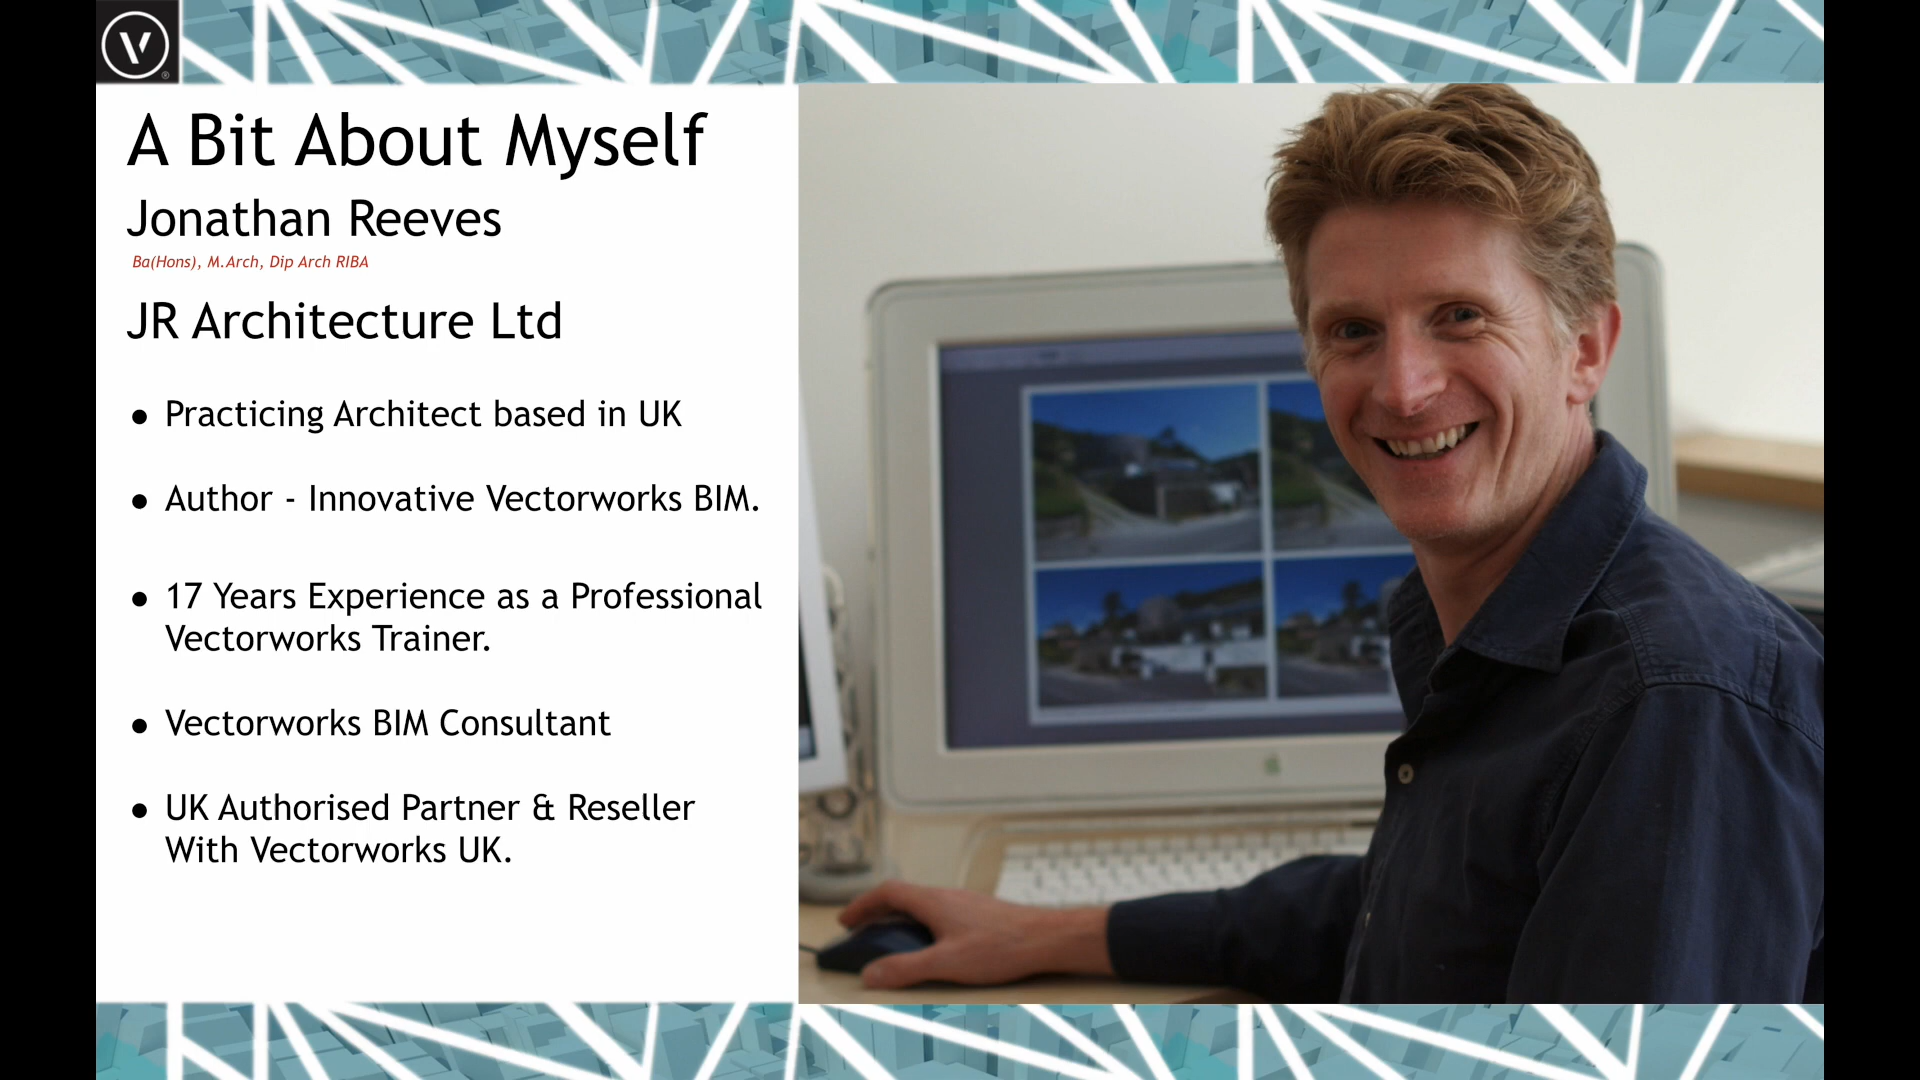 A Bit About Myself
Jonathan Reeves
Ba(Hons), M.Arch, Dip Arch RIBA
JR Architecture Ltd
• Practicing Architect based in UK
• Author - Innovative Vectorworks BIM.
• 17 Years Experience as a Professional
Vectorworks Trainer.
• Vectorworks BIM Consultant
• UK Authorised Partner & Reseller
With Vectorworks UK.